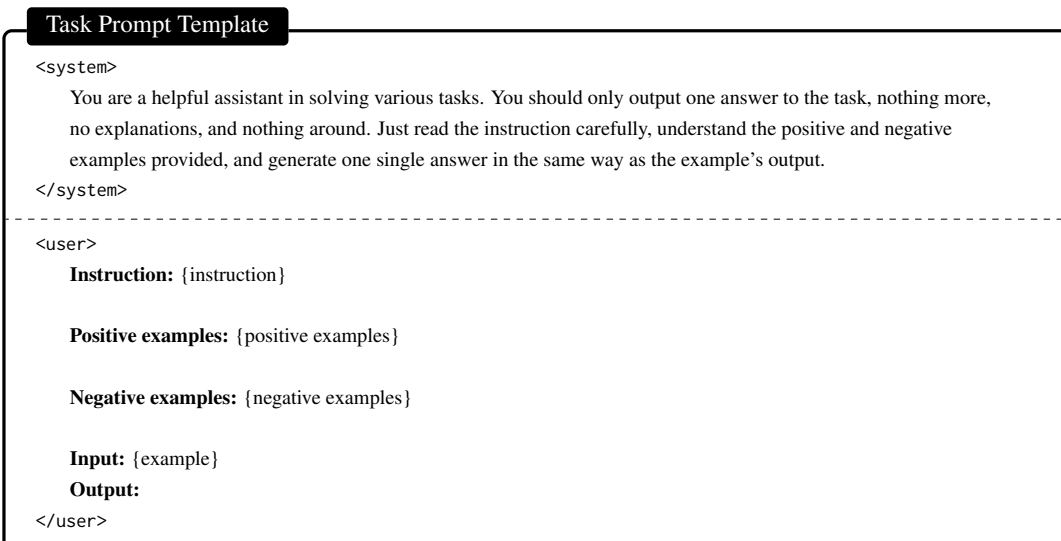 Task Prompt Template
<system>
You are a helpful assistant in solving various tasks. You should only output one answer to the task, nothing more,
no explanations, and nothing around. Just read the instruction carefully, understand the positive and negative
examples provided, and generate one single answer in the same way as the example's output.
</system>
<user>
Instruction: {instruction}
Positive examples: {positive examples}
Negative examples: {negative examples}
Input: {example}
Output:
</user>